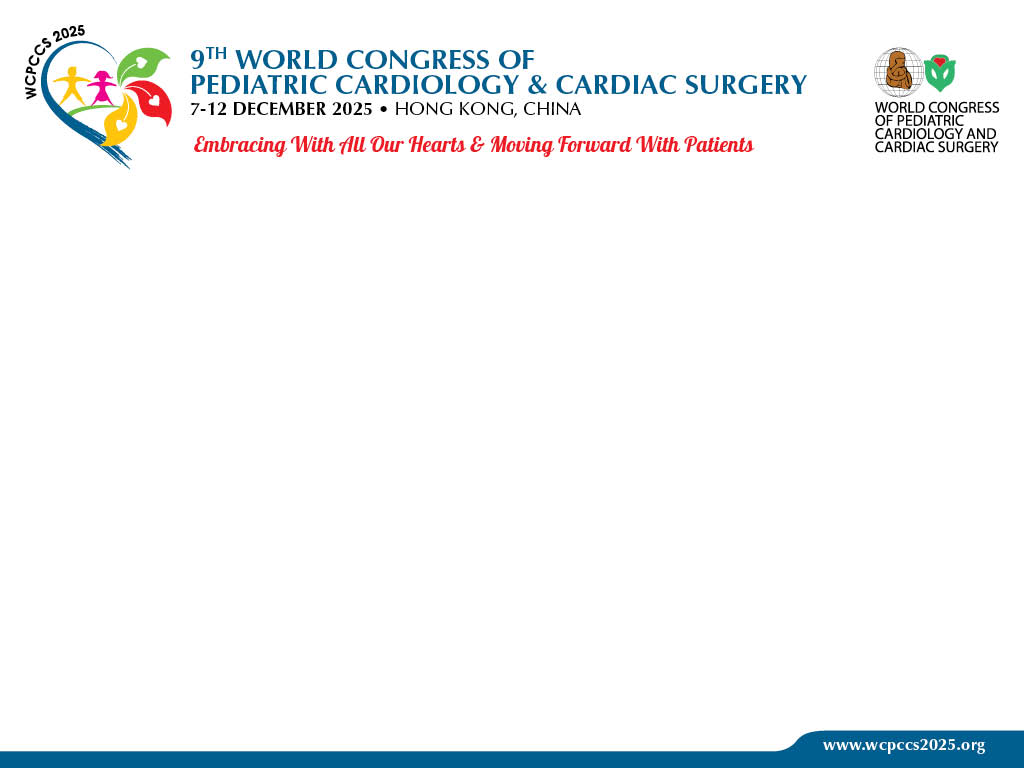 WCPCCS 2025
9TH WORLD CONGRESS OF
PEDIATRIC CARDIOLOGY & CARDIAC SURGERY
7-12 DECEMBER 2025 • HONG KONG, CHINA
Embracing With All Our Hearts & Moving Forward With Patients
WORLD CONGRESS
OF PEDIATRIC
CARDIOLOGY AND
CARDIAC SURGERY
www.wcpccs2025.org